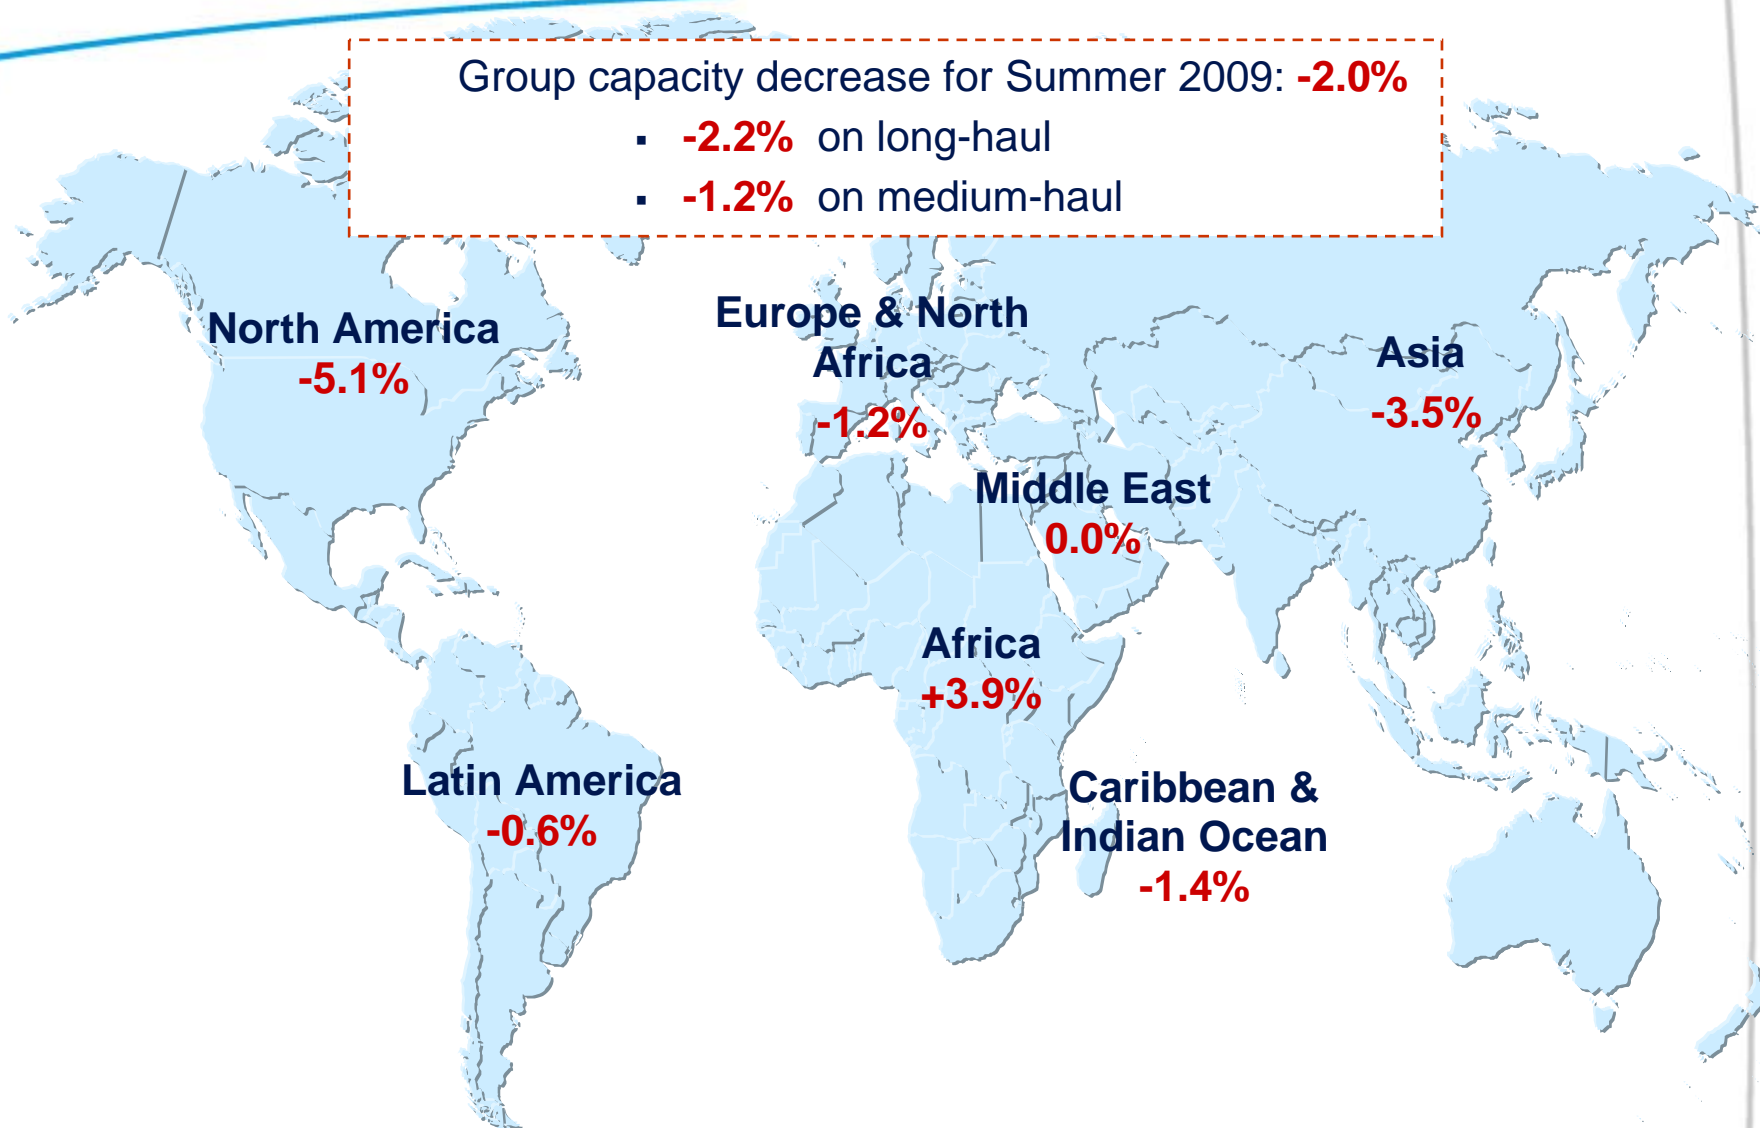 Group capacity decrease for Summer 2009: -2.0%
▪ -2.2% on long-haul
▪ -1.2% on medium-haul
North America
-5.1%
Europe & North
Africa
-1.2%
Asia
-3.5%
Middle East
0.0%
Africa
+3.9%
Latin America
-0.6%
Caribbean &
Indian Ocean
-1.4%